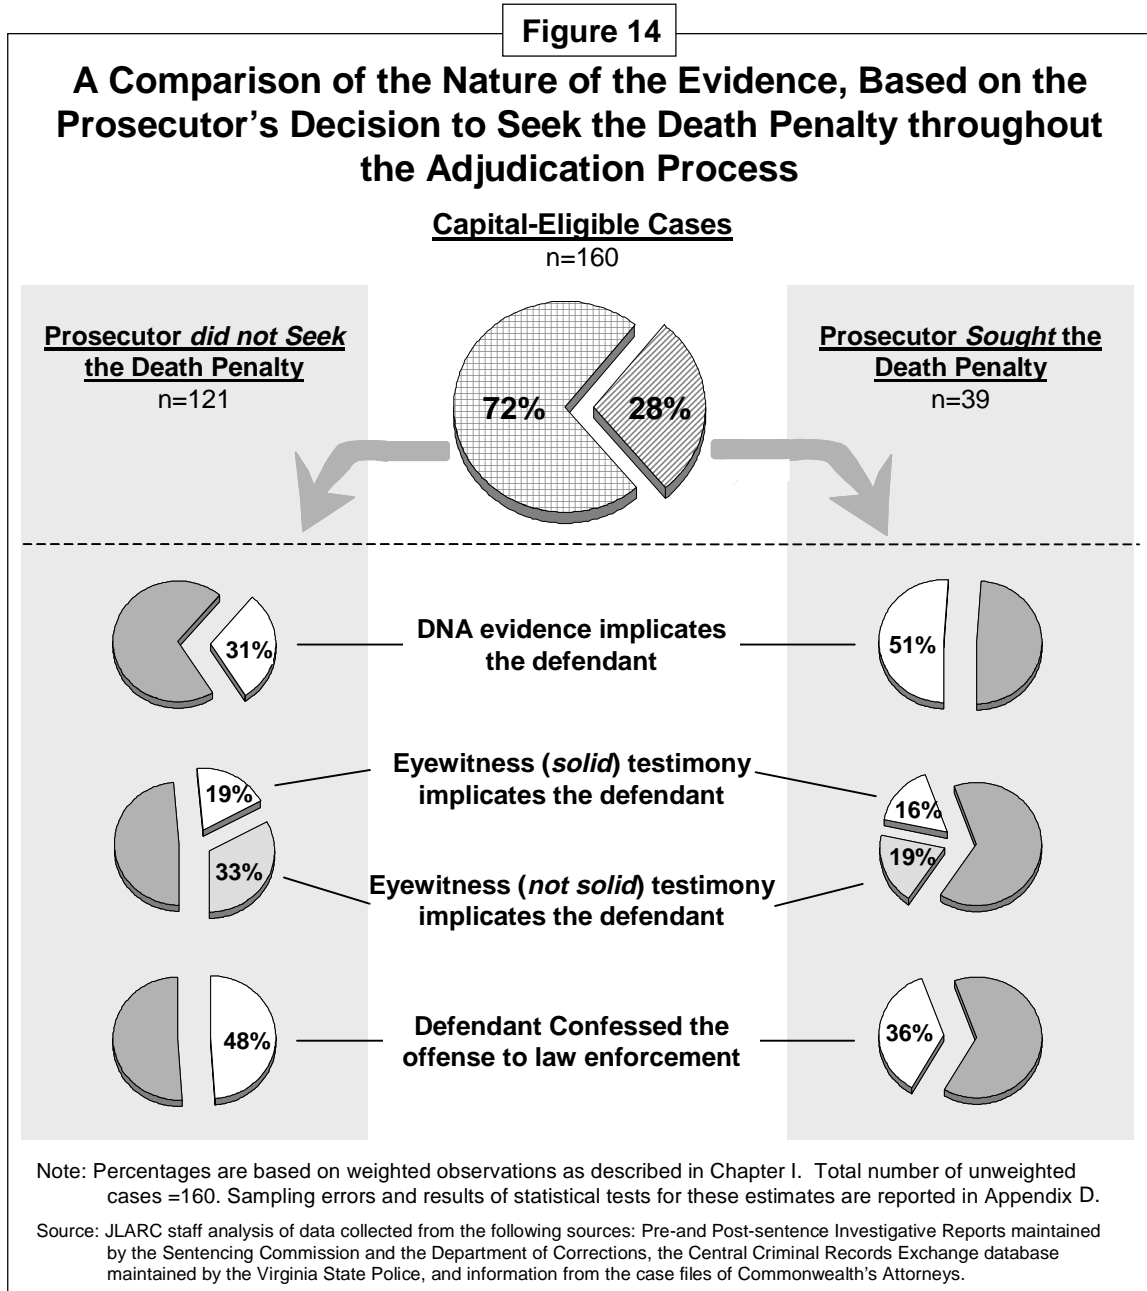 Figure 14
A Comparison of the Nature of the Evidence, Based on the
Prosecutor's Decision to Seek the Death Penalty throughout
the Adjudication Process
Capital-Eligible Cases
n=160
Prosecutor did not Seek
the Death Penalty
n=121
72%
28%
Prosecutor Sought the
Death Penalty
n=39
31%
DNA evidence implicates
the defendant
51%
19%
Eyewitness (solid) testimony
implicates the defendant
16%
33%
Eyewitness (not solid) testimony
implicates the defendant
19%
48%
Defendant Confessed the
offense to law enforcement
36%
Note: Percentages are based on weighted observations as described in Chapter I. Total number of unweighted
cases =160. Sampling errors and results of statistical tests for these estimates are reported in Appendix D.
Source: JLARC staff analysis of data collected from the following sources: Pre-and Post-sentence Investigative Reports maintained
by the Sentencing Commission and the Department of Corrections, the Central Criminal Records Exchange database
maintained by the Virginia State Police, and information from the case files of Commonwealth's Attorneys.